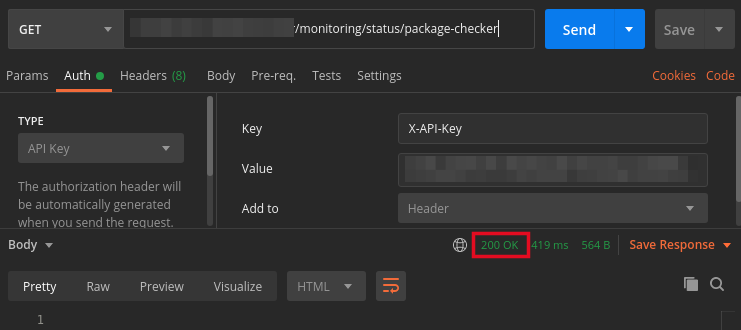 GET /monitoring/status/package-checker Send Save
Params Auth Headers (8) Body Pre-req. Tests Settings Cookies Code
TYPE
API Key
The authorization header will
be automatically generated
when you send the request.
Key X-API-Key
Value
Add to Header
Body 200 OK 419 ms 564 B Save Response
Pretty Raw Preview Visualize HTML
1